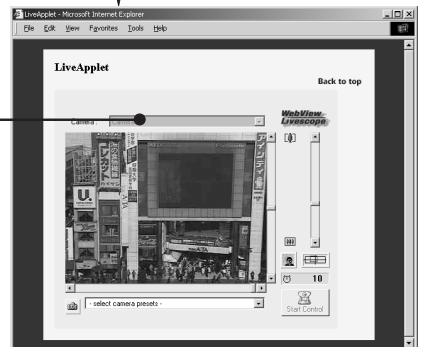 LiveApplet - Microsoft Internet Explorer
File Edit View Favorites Tools Help
LiveApplet
Back to top
Camera :
WebView
Livescope
U.
ALTA
10
- select camera presets -
Start Control